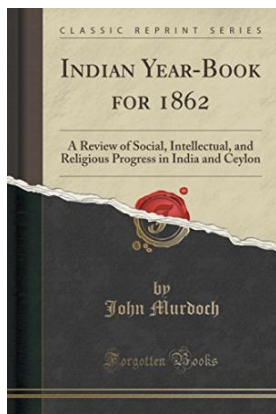 CLASSIC REPRINT SERIES
INDIAN YEAR-BOOK
FOR 1862
A Review of Social, Intellectual, and
Religious Progress in India and Ceylon
by
John Murdoch
Forgotten Books